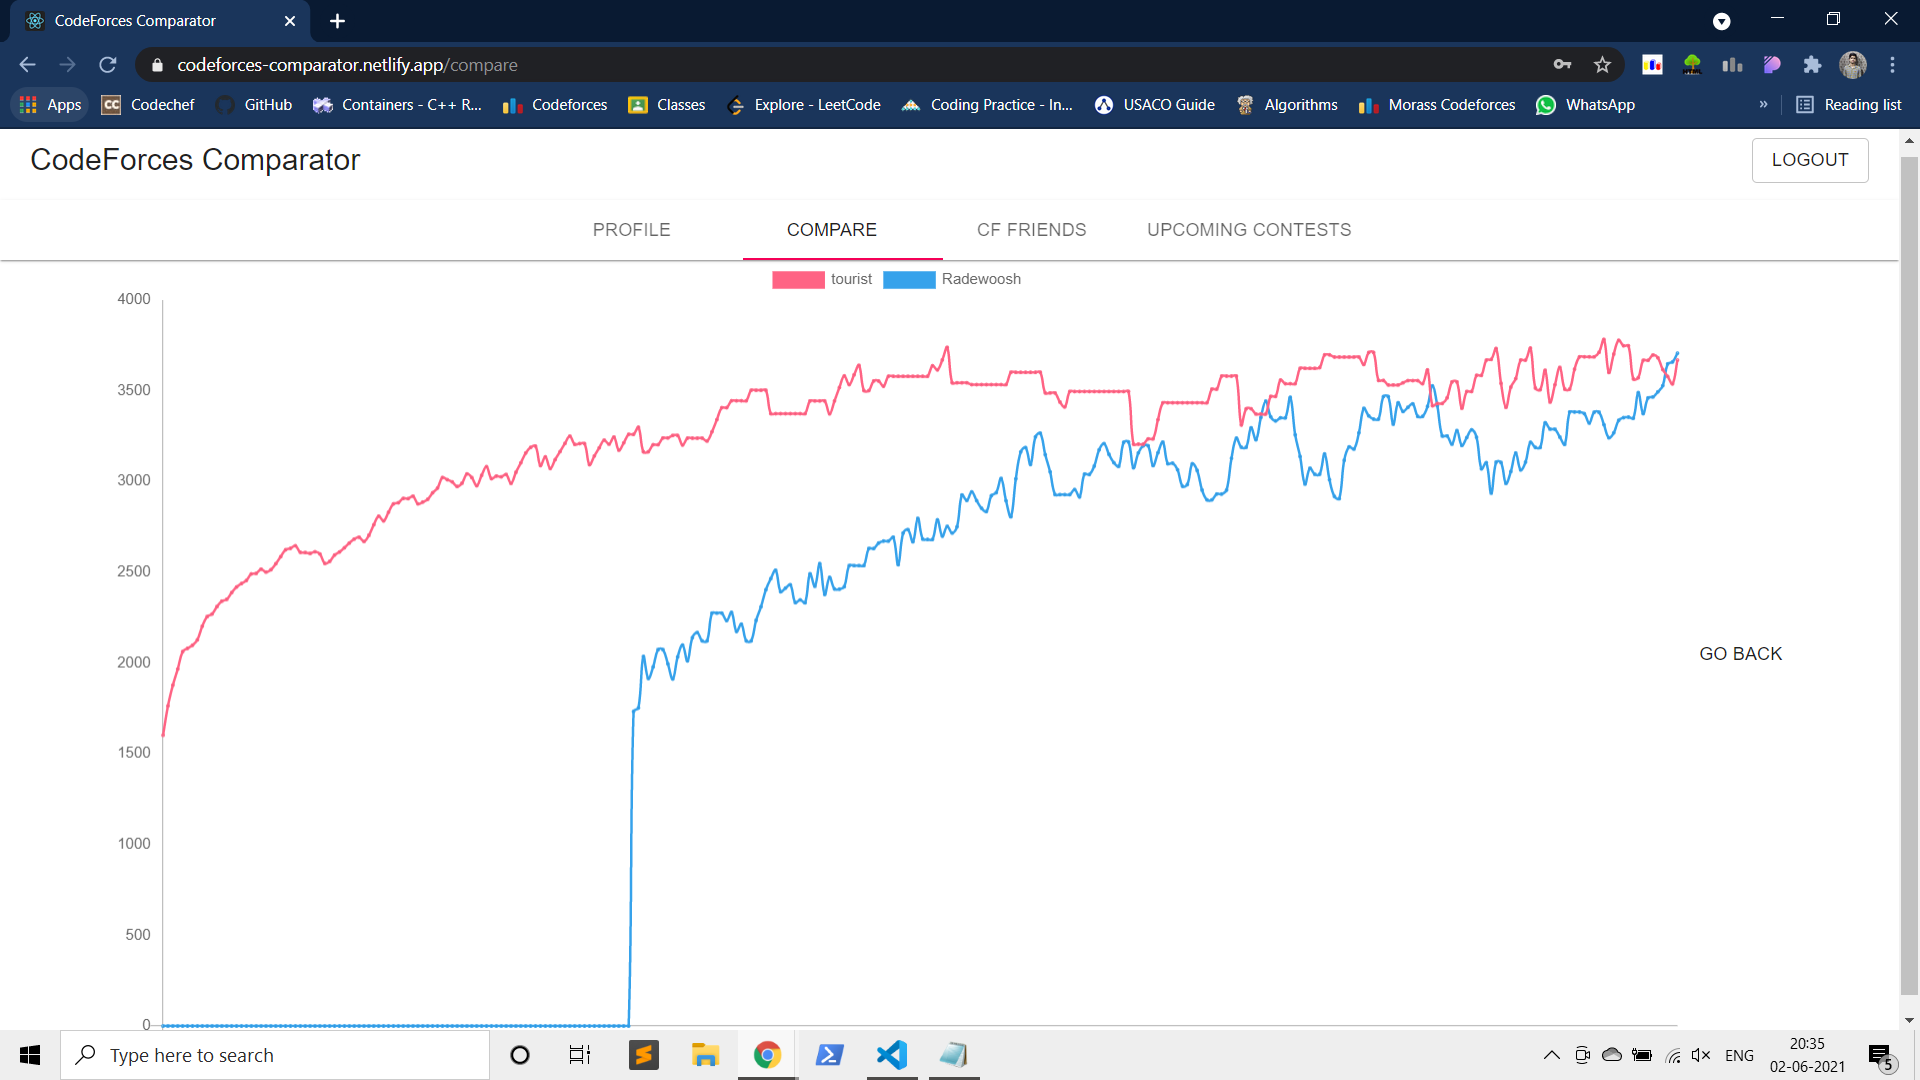 CodeForces Comparator
codeforces-comparator.netlify.app/compare
Apps Codechef GitHub Containers - C++ R... Codeforces Classes Explore - LeetCode Coding Practice - In... USACO Guide Algorithms Morass Codeforces WhatsApp » Reading list
CodeForces Comparator LOGOUT
PROFILE COMPARE CF FRIENDS UPCOMING CONTESTS
tourist Radewoosh
4000
3500
3000
2500
2000
GO BACK
1500
1000
500
0
Type here to search
ENG
20:35
02-06-2021
5